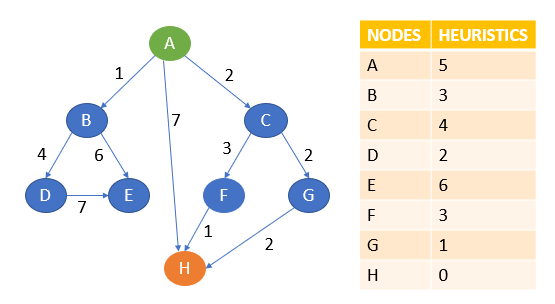 A
1
2
B
7
C
4
6
3
2
D
7
E
F
G
1
2
H
NODES HEURISTICS
A 5
B 3
C 4
D 2
E 6
F 3
G 1
H 0